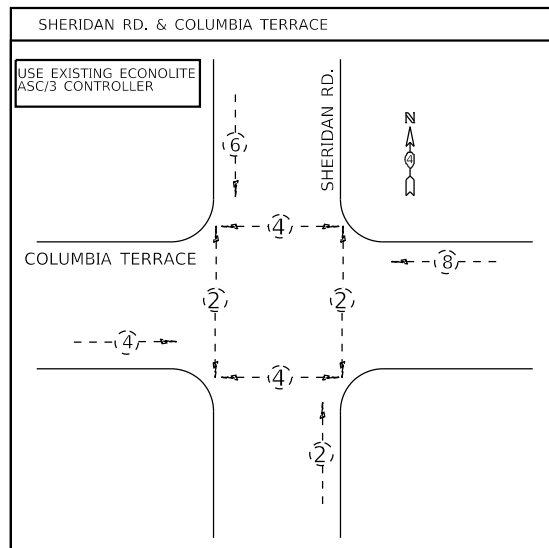 SHERIDAN RD. & COLUMBIA TERRACE
USE EXISTING ECONOLITE
ASC/3 CONTROLLER
SHERIDAN RD.
N
4
6
4
COLUMBIA TERRACE
8
2
2
4
4
2